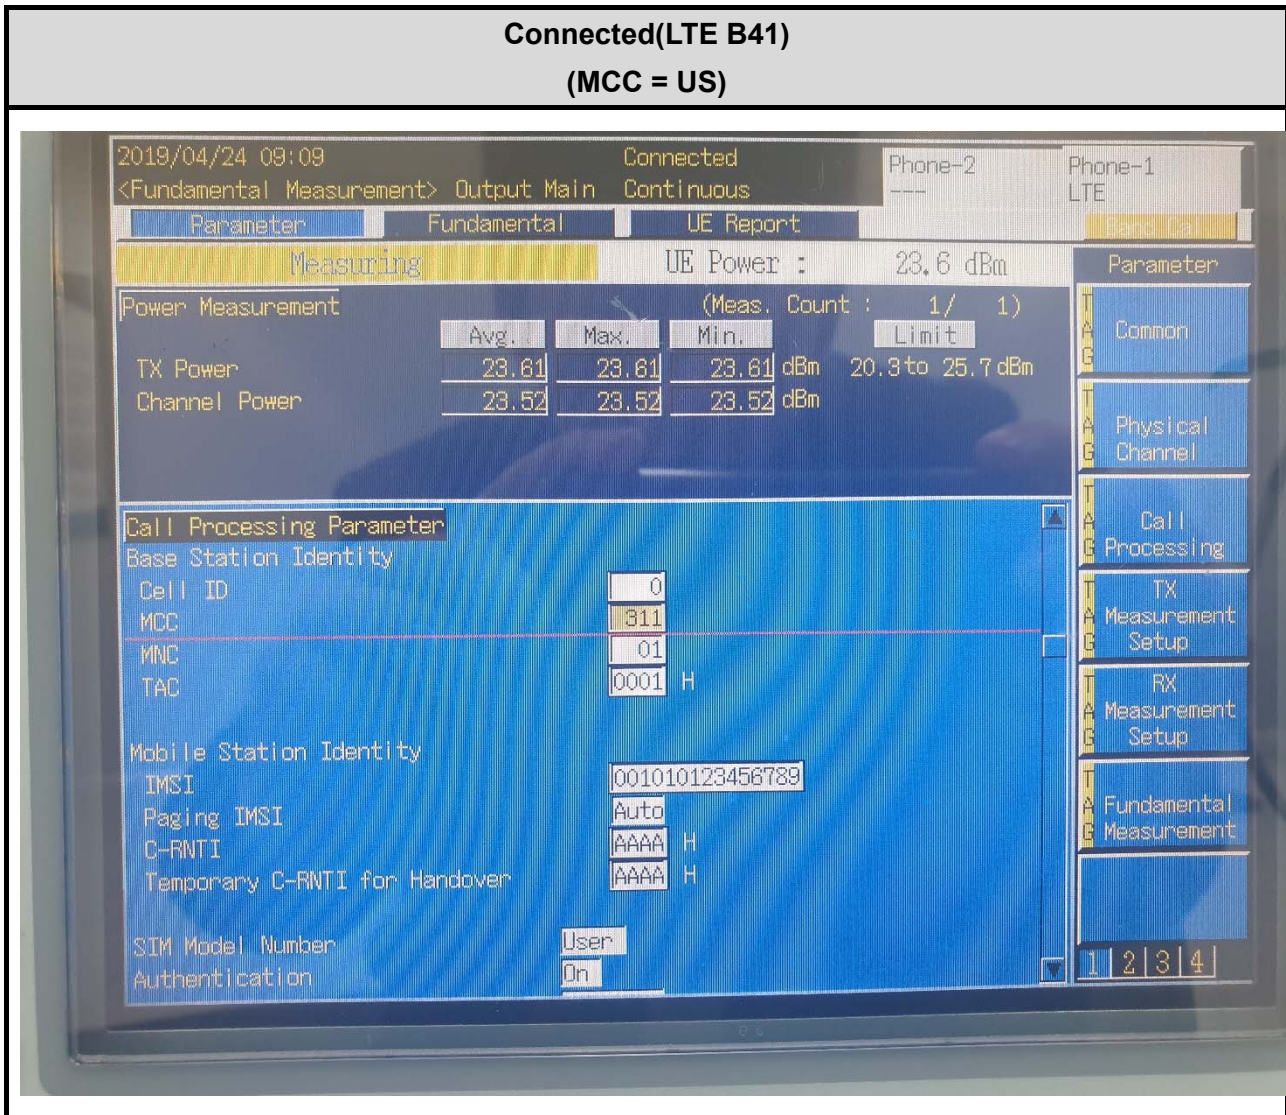 Connected(LTE B41)
(MCC = US)
2019/04/24 09:09 Connected Phone-2 Phone-1
<Fundamental Measurement> Output Main Continuous --- LTE
Parameter Fundamental UE Report Band Cal
Measuring UE Power : 23.6 dBm Parameter
Power Measurement (Meas. Count : 1/ 1)
Avg. Max. Min. Limit
TX Power 23.61 23.61 23.61 dBm 20.3 to 25.7 dBm
Channel Power 23.52 23.52 23.52 dBm
Call Processing Parameter
Base Station Identity
Cell ID 0
MCC 311
MNC 01
TAC 0001 H
Mobile Station Identity
IMSI 001010123456789
Paging IMSI Auto
C-RNTI AAAA H
Temporary C-RNTI for Handover AAAA H
SIM Model Number User
Authentication On
TAG Common
TAG Physical
Channel
TAG Call
Processing
TAG TX
Measurement
Setup
TAG RX
Measurement
Setup
TAG Fundamental
Measurement
1 2 3 4